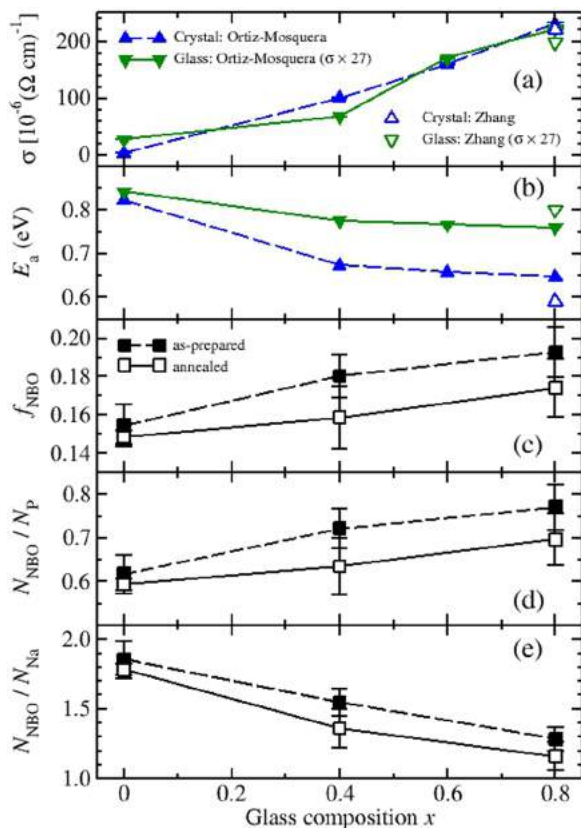 σ [10⁻⁶(Ω cm)⁻¹
200
100
0
Crystal: Ortiz-Mosquera
Glass: Ortiz-Mosquera (σ × 27)
(a)
Crystal: Zhang
Glass: Zhang (σ × 27)
Eₐ (eV)
0.8
0.7
0.6
(b)
f_NBO
0.20
0.18
0.16
0.14
as-prepared
annealed
(c)
N_NBO / N_P
0.8
0.7
0.6
(d)
N_NBO / N_Na
2.0
1.5
1.0
(e)
0 0.2 0.4 0.6 0.8
Glass composition x